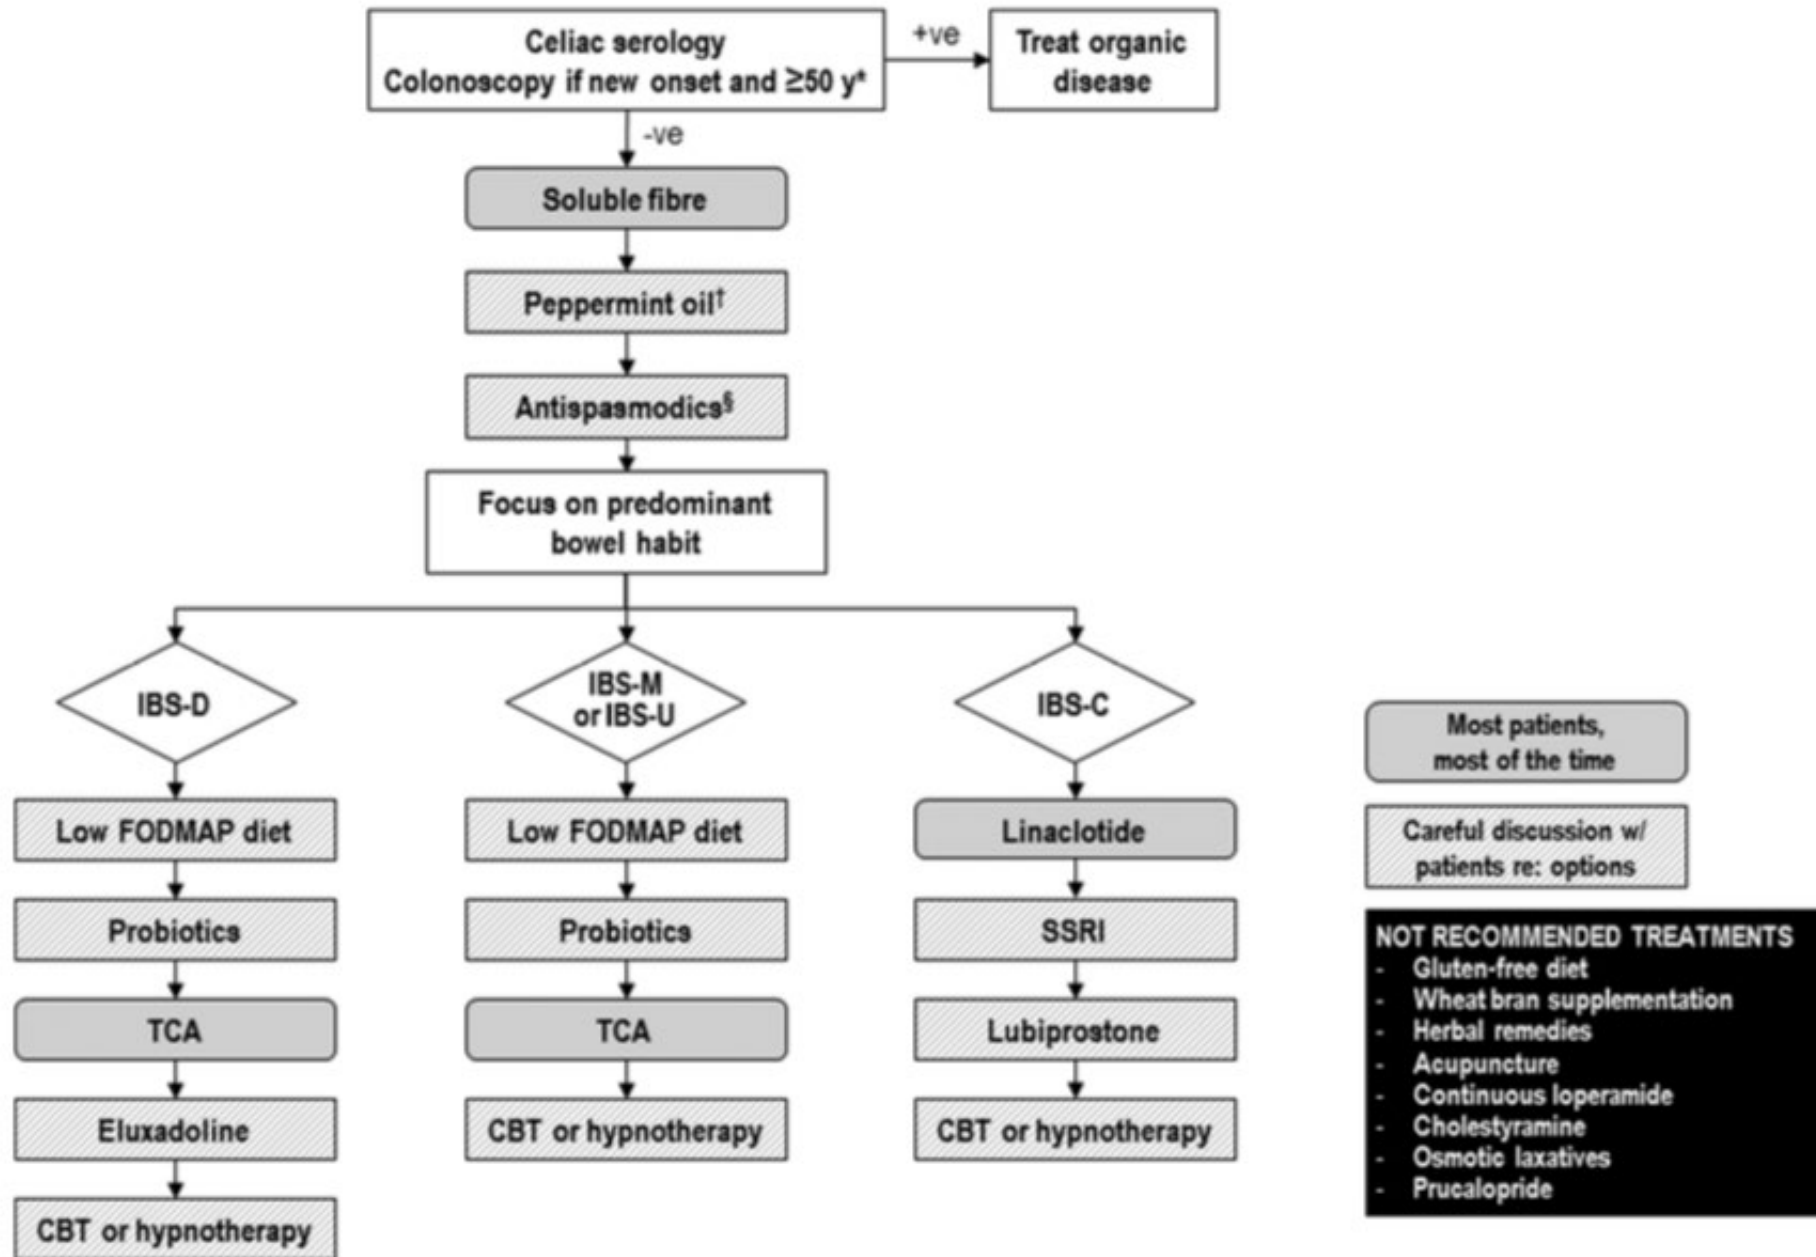 Celiac serology
Colonoscopy if new onset and ≥50 y*
+ve
Treat organic
disease
-ve
Soluble fibre
Peppermint oil†
Antispasmodics§
Focus on predominant
bowel habit
IBS-D
IBS-M
or IBS-U
IBS-C
Low FODMAP diet
Probiotics
TCA
Eluxadoline
CBT or hypnotherapy
Low FODMAP diet
Probiotics
TCA
CBT or hypnotherapy
Linaclotide
SSRI
Lubiprostone
CBT or hypnotherapy
Most patients,
most of the time
Careful discussion w/
patients re: options
NOT RECOMMENDED TREATMENTS
- Gluten-free diet
- Wheat bran supplementation
- Herbal remedies
- Acupuncture
- Continuous loperamide
- Cholestyramine
- Osmotic laxatives
- Prucalopride